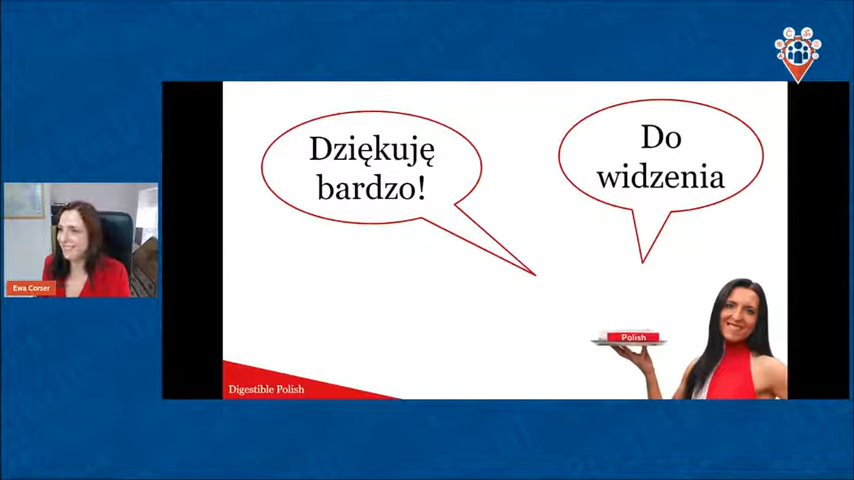 Dziękuję
bardzo!
Do
widzenia
Polish
Digestible Polish
Ewa Corser